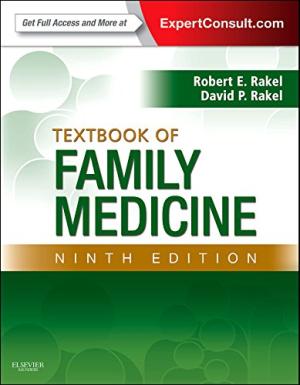 Get Full Access and More at
ExpertConsult.com
Robert E. Rakel
David P. Rakel
TEXTBOOK OF
FAMILY
MEDICINE
NINTH EDITION
ELSEVIER
SAUNDERS